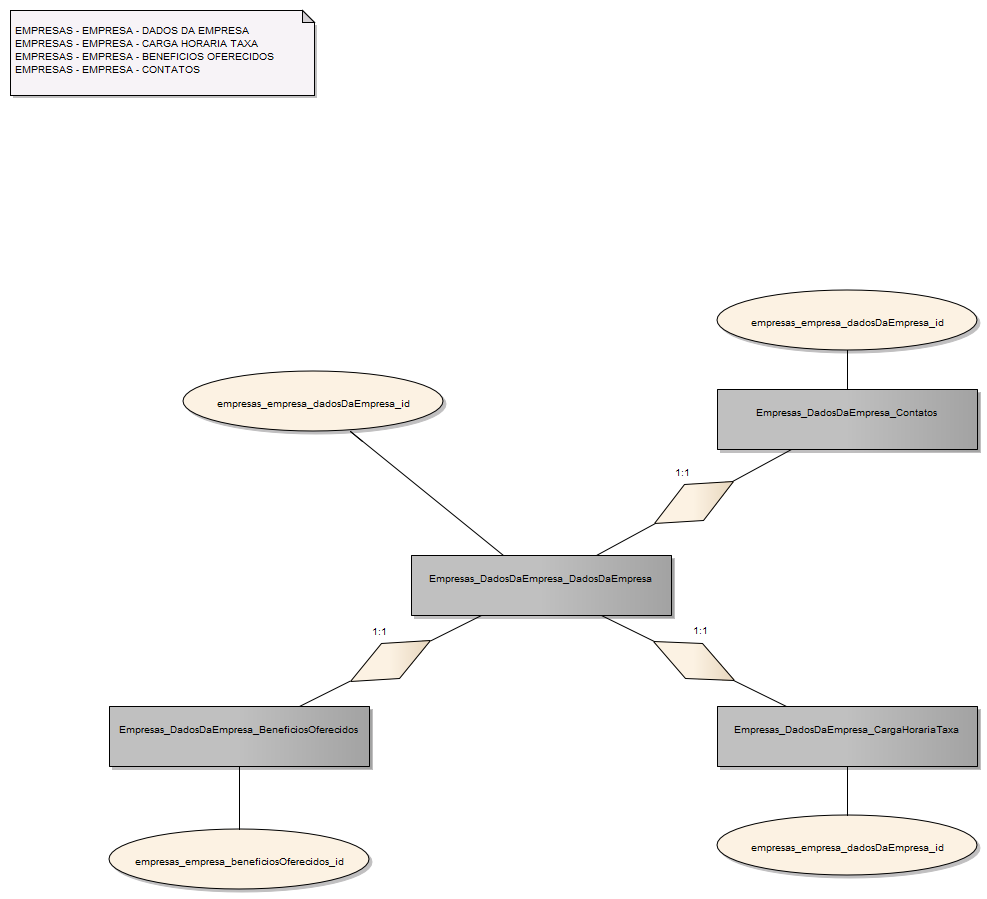 EMPRESAS - EMPRESA - DADOS DA EMPRESA
EMPRESAS - EMPRESA - CARGA HORARIA TAXA
EMPRESAS - EMPRESA - BENEFICIOS OFERECIDOS
EMPRESAS - EMPRESA - CONTATOS
empresas_empresa_dadosDaEmpresa_id
empresas_empresa_dadosDaEmpresa_id
Empresas_DadosDaEmpresa_Contatos
1:1
Empresas_DadosDaEmpresa_DadosDaEmpresa
1:1
1:1
Empresas_DadosDaEmpresa_BeneficiosOferecidos
Empresas_DadosDaEmpresa_CargaHorariaTaxa
empresas_empresa_beneficiosOferecidos_id
empresas_empresa_dadosDaEmpresa_id